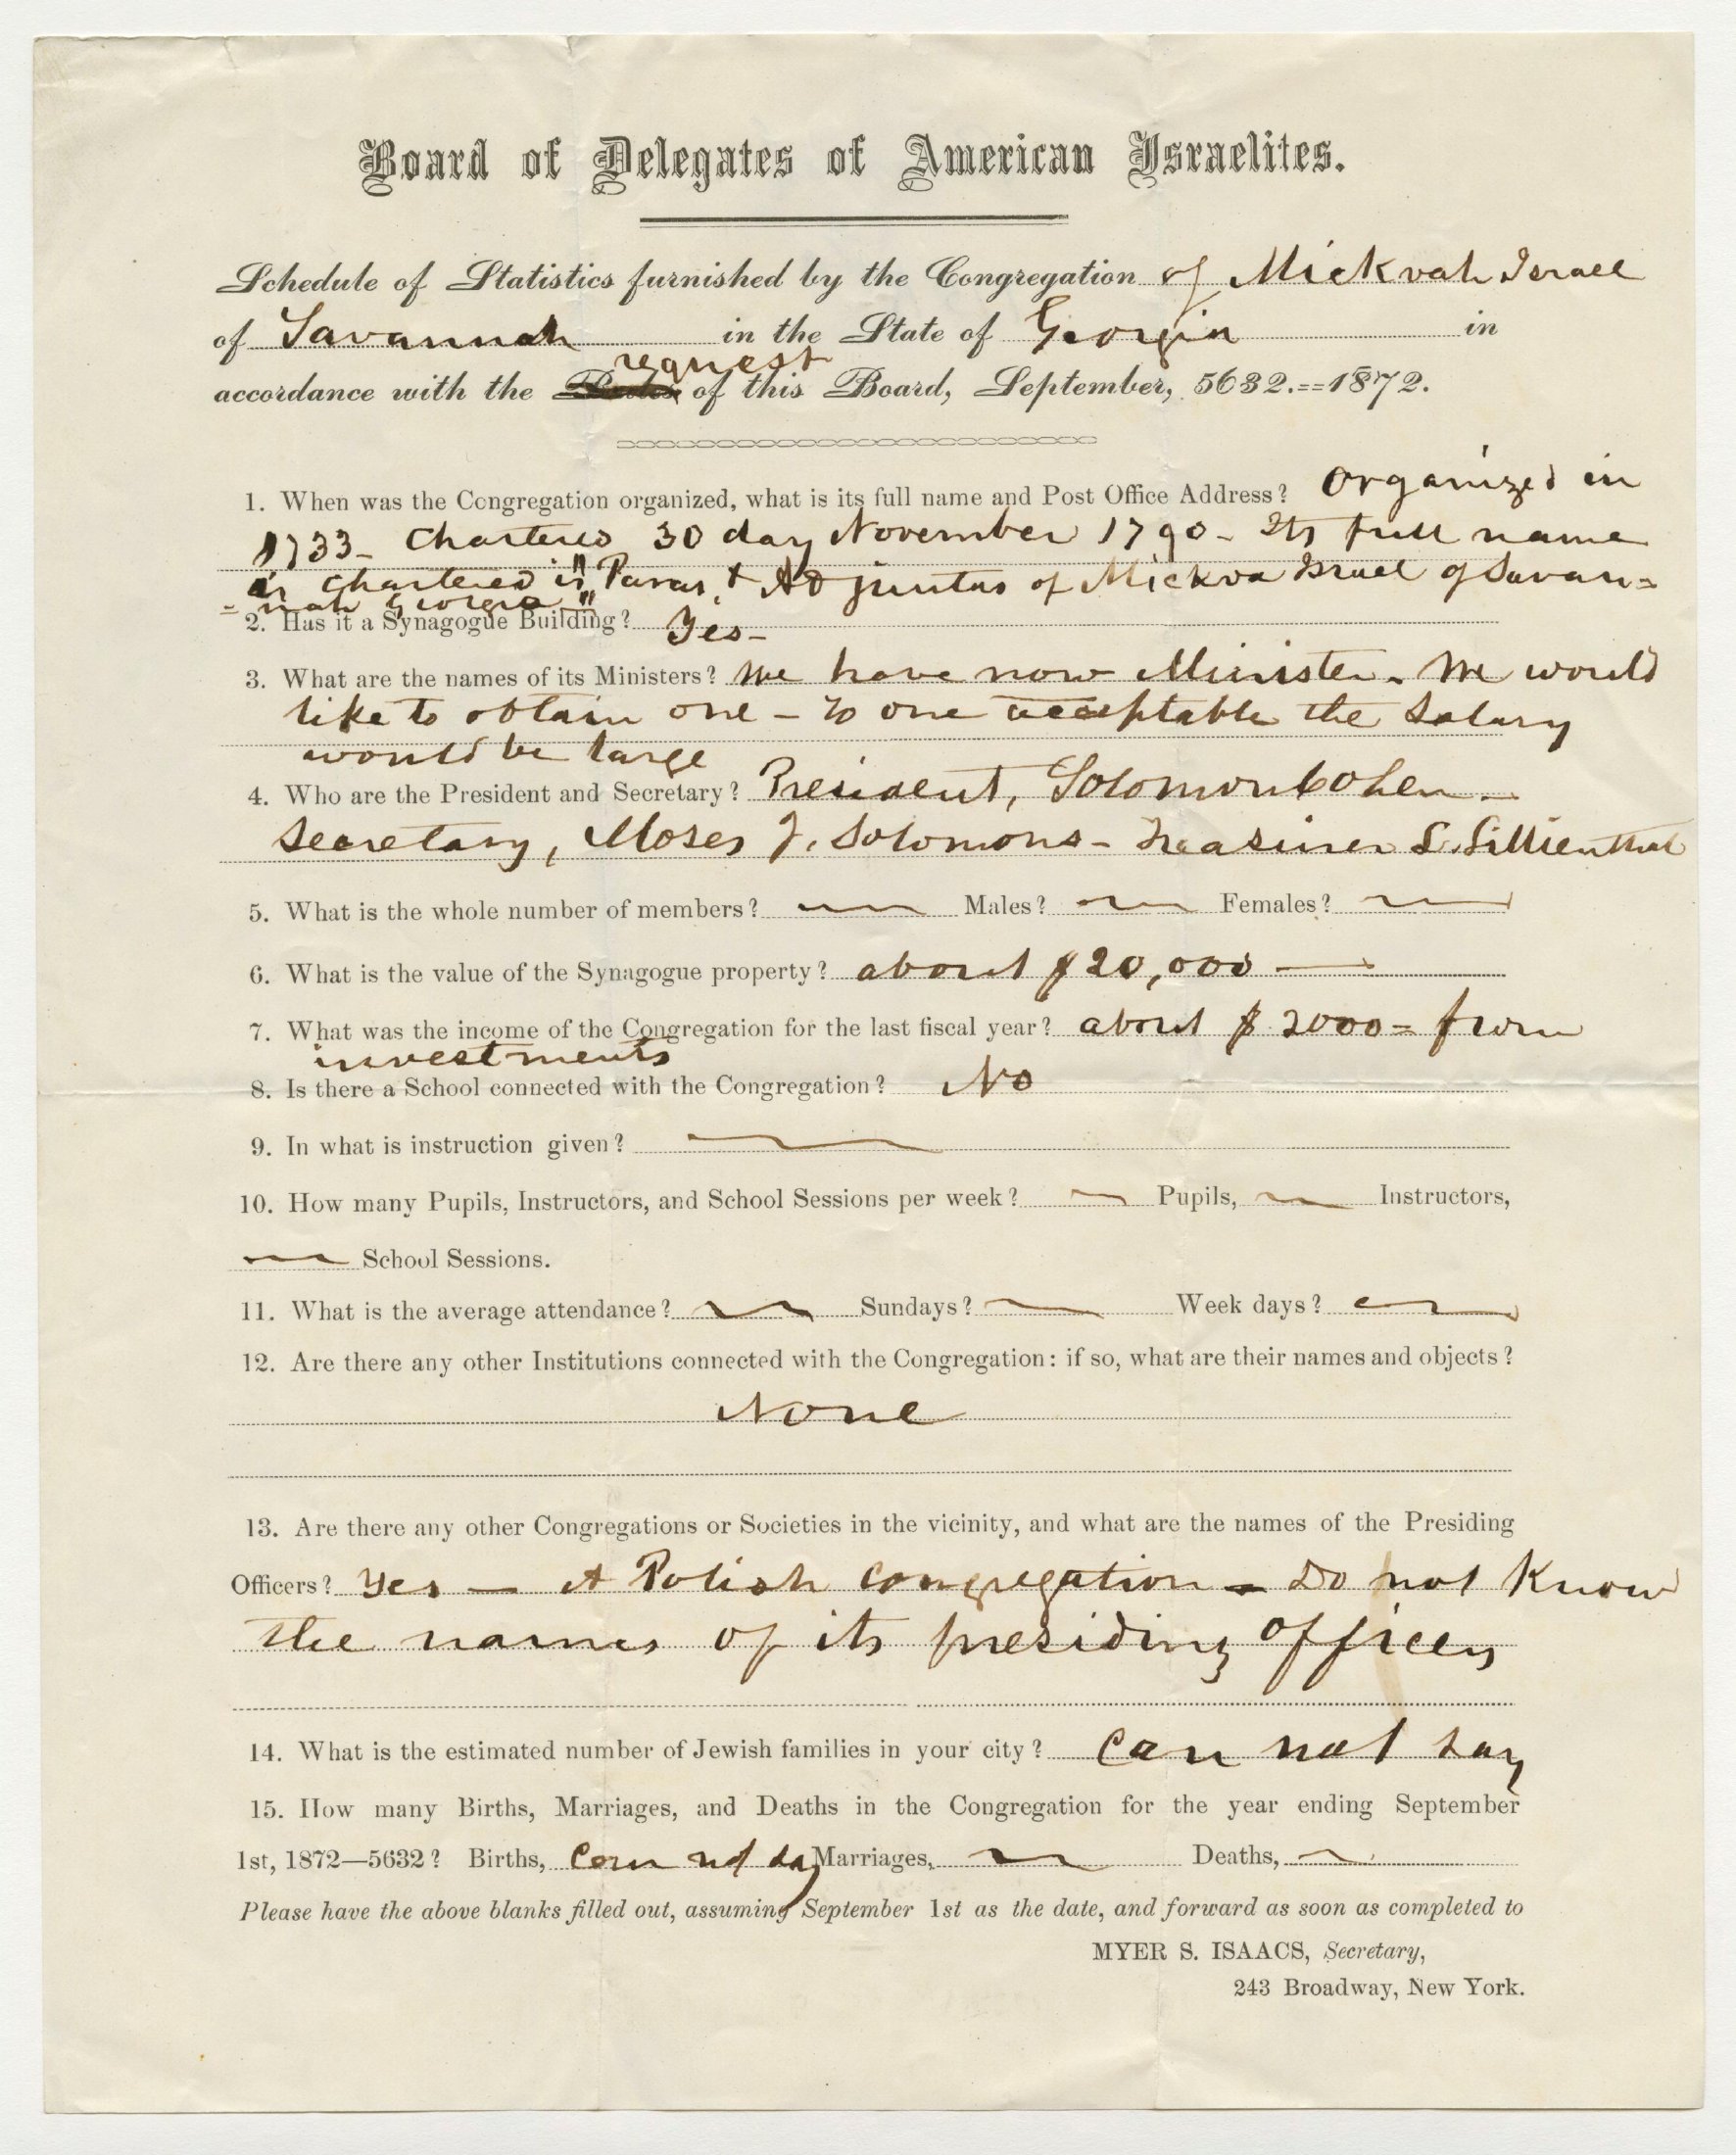 Board of Delegates of American Israelites.
Schedule of Statistics furnished by the Congregation of Mickvah Israel
of Savannah in the State of Georgia in
request
accordance with the of this Board, September, 5632.==1872.
1. When was the Congregation organized, what is its full name and Post Office Address? Organized in
1733 - Chartered 30 day November 1790 - Its full name
as chartered is "Parnas, & Adjuntas of Mickva Israel of Savan=
=nah Georgia"
2. Has it a Synagogue Building? Yes -
3. What are the names of its Ministers? We have now Minister. We would
like to obtain one - To one acceptable the salary
would be large
4. Who are the President and Secretary? President, Solomon Cohen -
Secretary, Moses J. Solomons - Treasurer L. Lillienthal
5. What is the whole number of members? — Males? — Females? —
6. What is the value of the Synagogue property? about $20,000 —
7. What was the income of the Congregation for the last fiscal year? about $ 2000 = from
investments
8. Is there a School connected with the Congregation? No
9. In what is instruction given? —
10. How many Pupils, Instructors, and School Sessions per week? — Pupils, — Instructors,
— School Sessions.
11. What is the average attendance? — Sundays? — Week days? —
12. Are there any other Institutions connected with the Congregation: if so, what are their names and objects?
None
13. Are there any other Congregations or Societies in the vicinity, and what are the names of the Presiding
Officers? Yes — A Polish Congregation - Do not Know
the names of its presiding officers
14. What is the estimated number of Jewish families in your city? Can not say
15. How many Births, Marriages, and Deaths in the Congregation for the year ending September
1st, 1872—5632? Births, Can not say Marriages, — Deaths, —
Please have the above blanks filled out, assuming September 1st as the date, and forward as soon as completed to
MYER S. ISAACS, Secretary,
243 Broadway, New York.